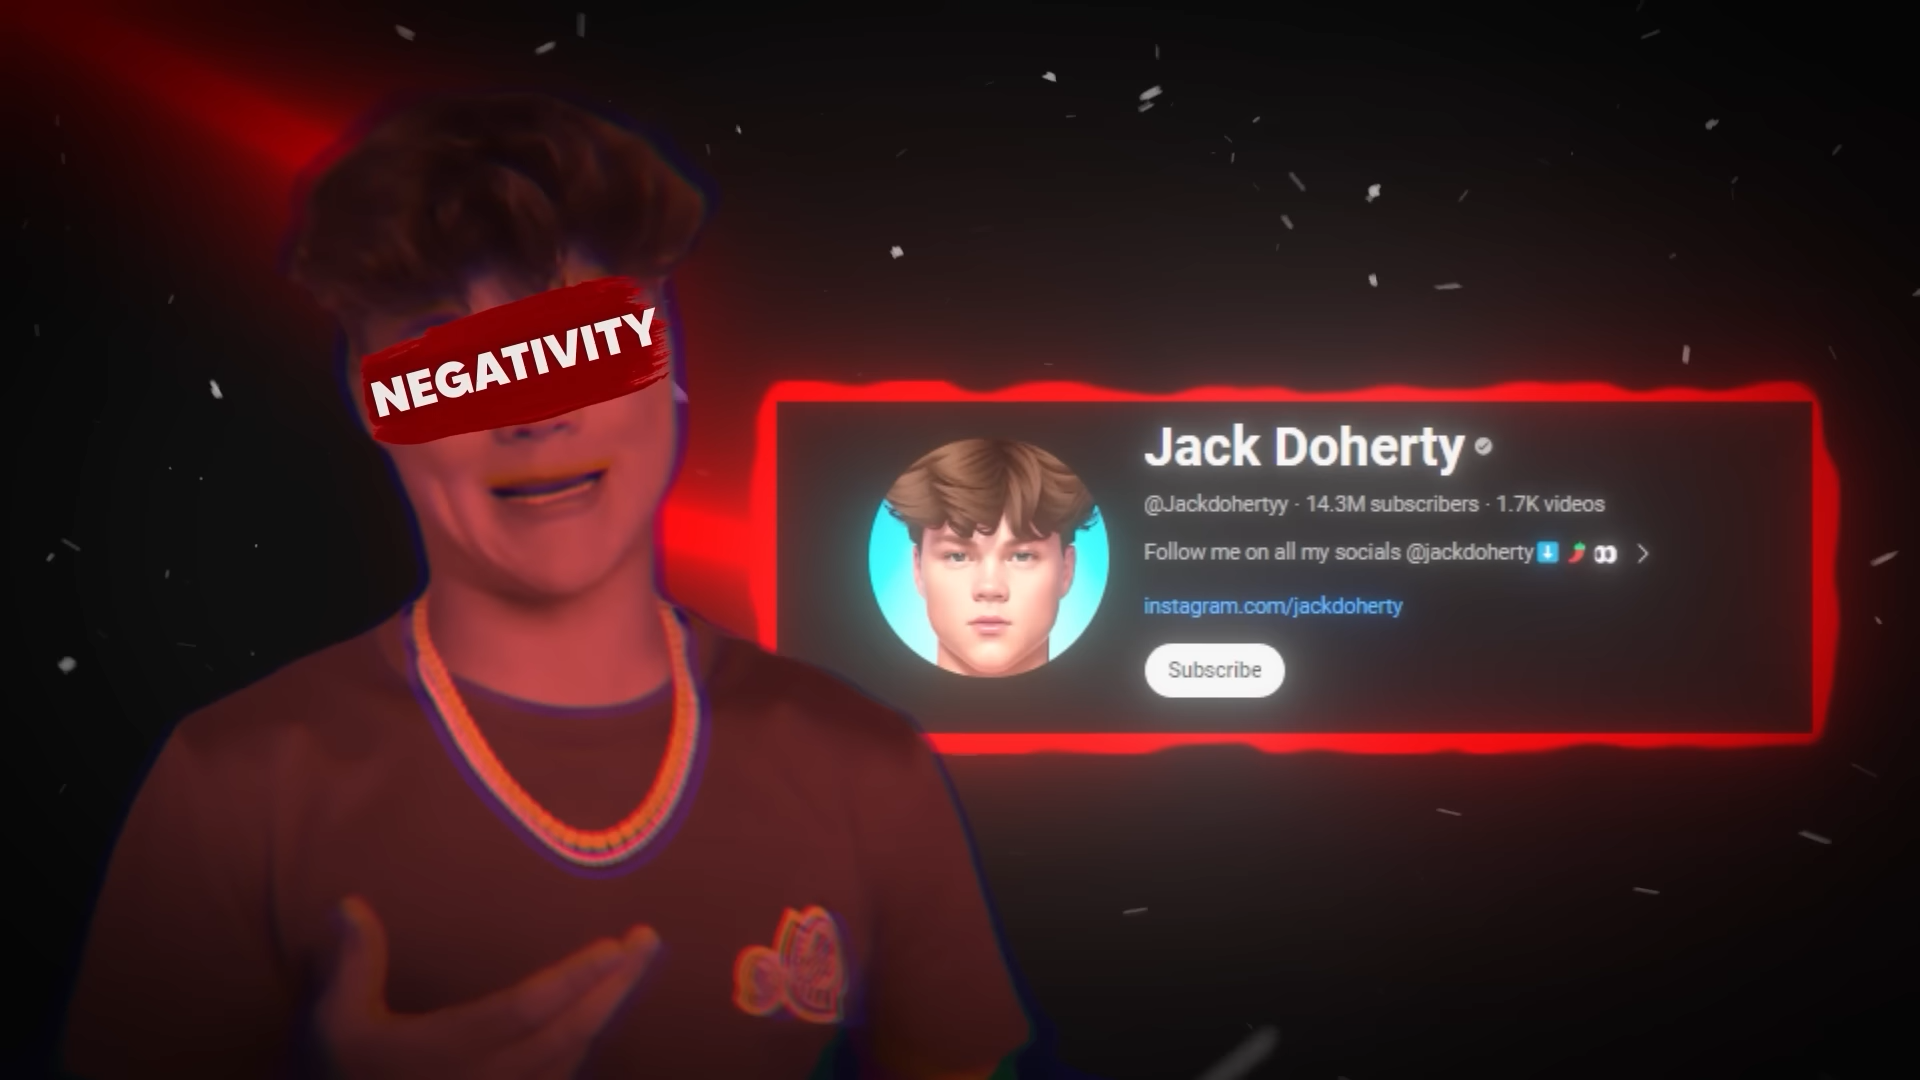 NEGATIVITY
Jack Doherty
@Jackdohertyy · 14.3M subscribers · 1.7K videos
Follow me on all my socials @jackdoherty⬇️ 🌶️ 👀
instagram.com/jackdoherty
Subscribe